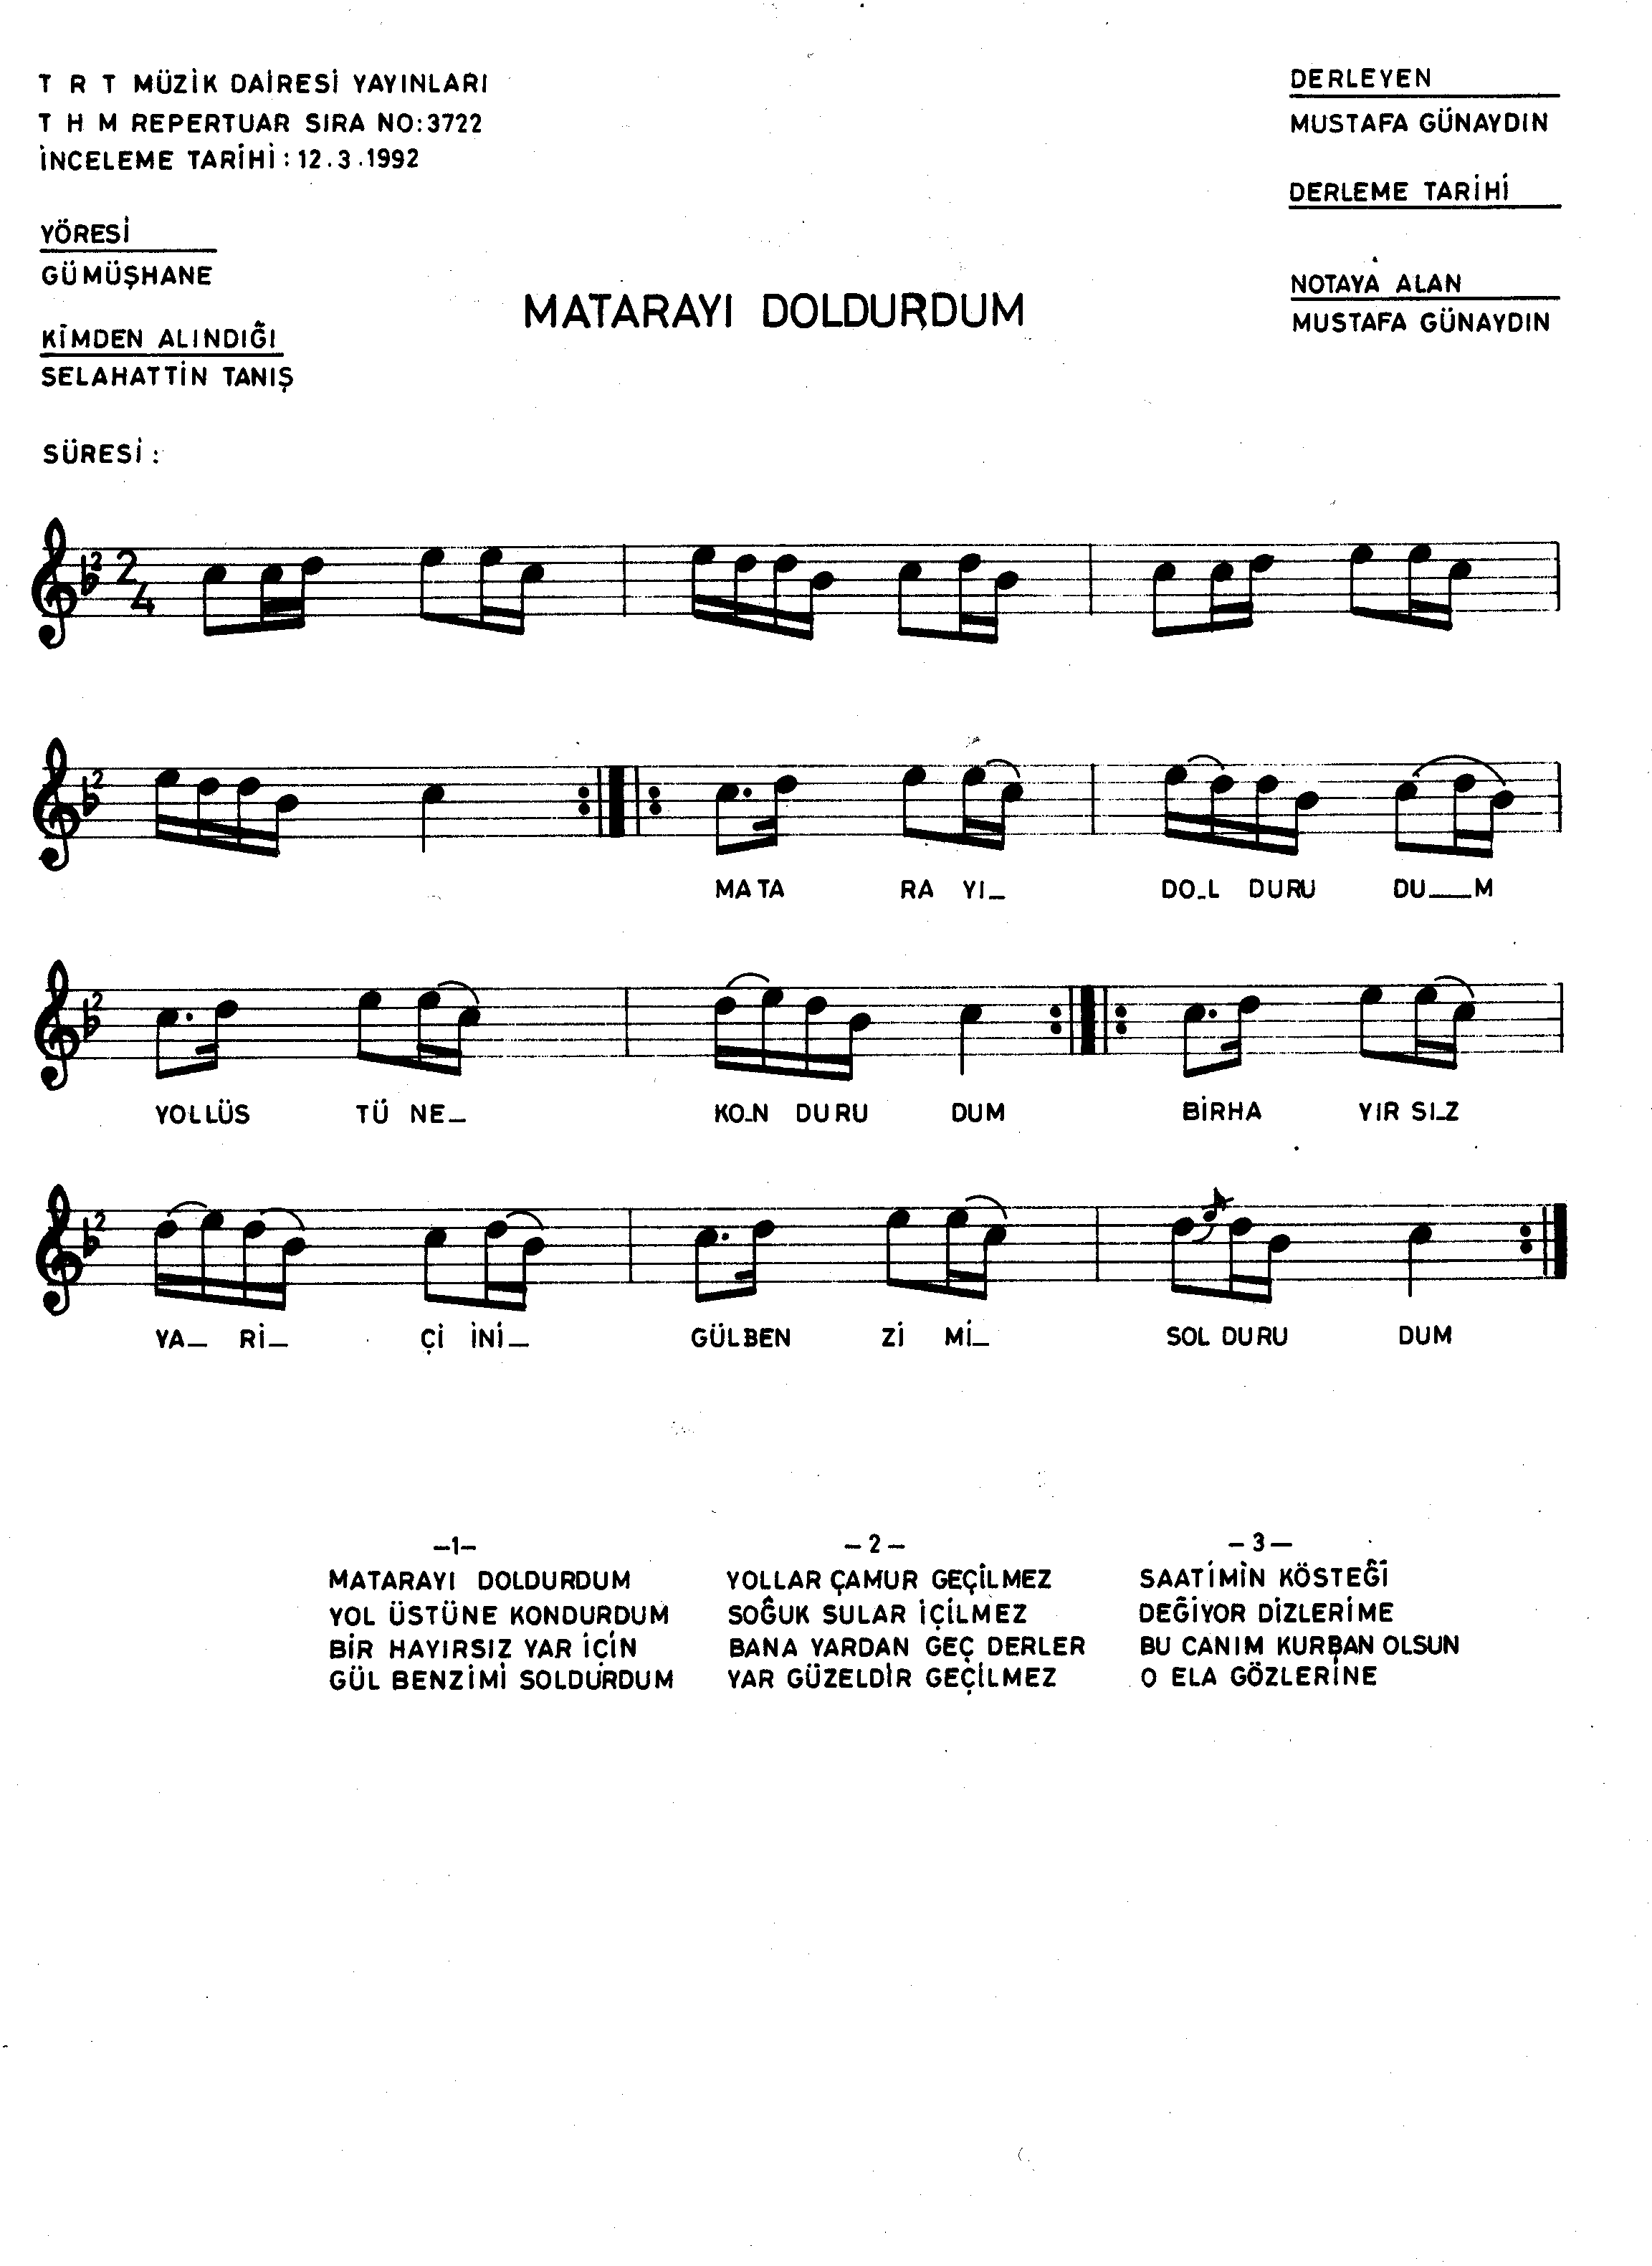 T R T MÜZİK DAİRESİ YAYINLARI
T H M REPERTUAR SIRA NO:3722
İNCELEME TARİHİ : 12.3.1992
YÖRESİ
GÜMÜŞHANE
KİMDEN ALINDIĞI
SELAHATTİN TANIŞ
SÜRESİ :
MATARAYI DOLDURDUM
DERLEYEN
MUSTAFA GÜNAYDIN
DERLEME TARİHİ
NOTAYA ALAN
MUSTAFA GÜNAYDIN
2
2
4
2
MATA RA YI_ DO_L DURU DU__M
2
YOLLÜS TÜ NE_ KO_N DURU DUM BİRHA YIR SI_Z
2
YA_ Rİ_ Çİ İNİ_ GÜLBEN Zİ Mİ_ SOL DURU DUM
–1–
MATARAYI DOLDURDUM
YOL ÜSTÜNE KONDURDUM
BİR HAYIRSIZ YAR İÇİN
GÜL BENZİMİ SOLDURDUM
– 2 –
YOLLAR ÇAMUR GEÇİLMEZ
SOĞUK SULAR İÇİLMEZ
BANA YARDAN GEÇ DERLER
YAR GÜZELDİR GEÇİLMEZ
– 3 –
SAATİMİN KÖSTEĞİ
DEĞİYOR DİZLERİME
BU CANIM KURBAN OLSUN
O ELA GÖZLERİNE